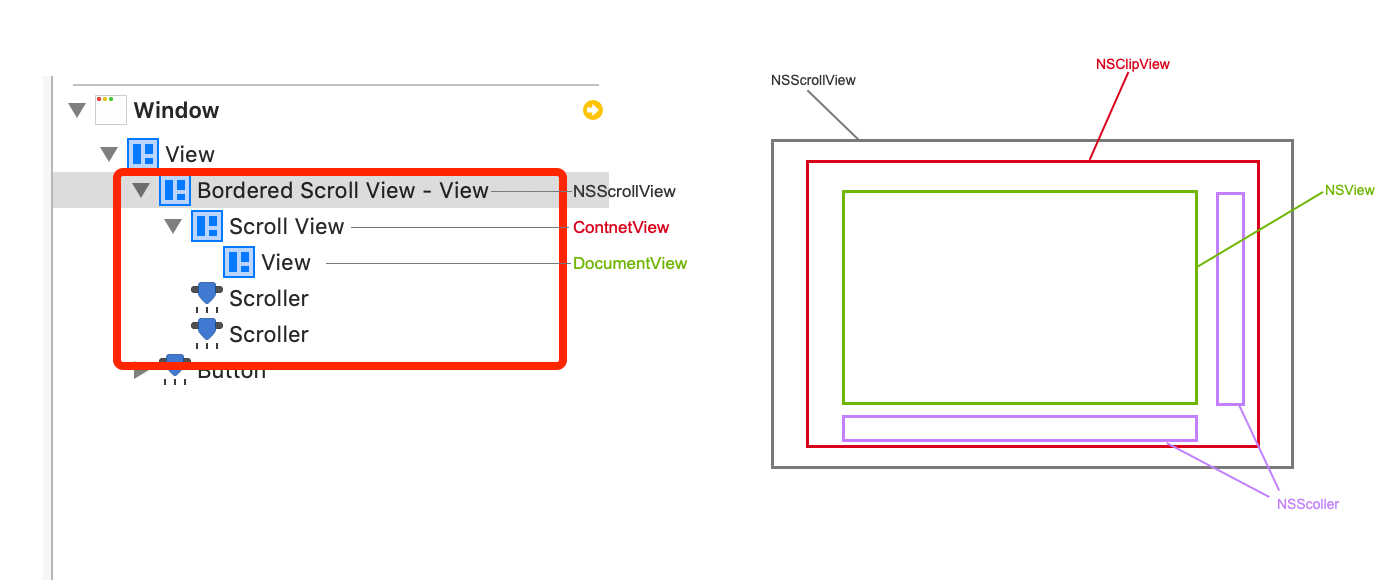 Window
View
Bordered Scroll View - View
NSScrollView
Scroll View
ContnetView
View
DocumentView
Scroller
Scroller
Button
NSScrollView
NSClipView
NSView
NSScoller